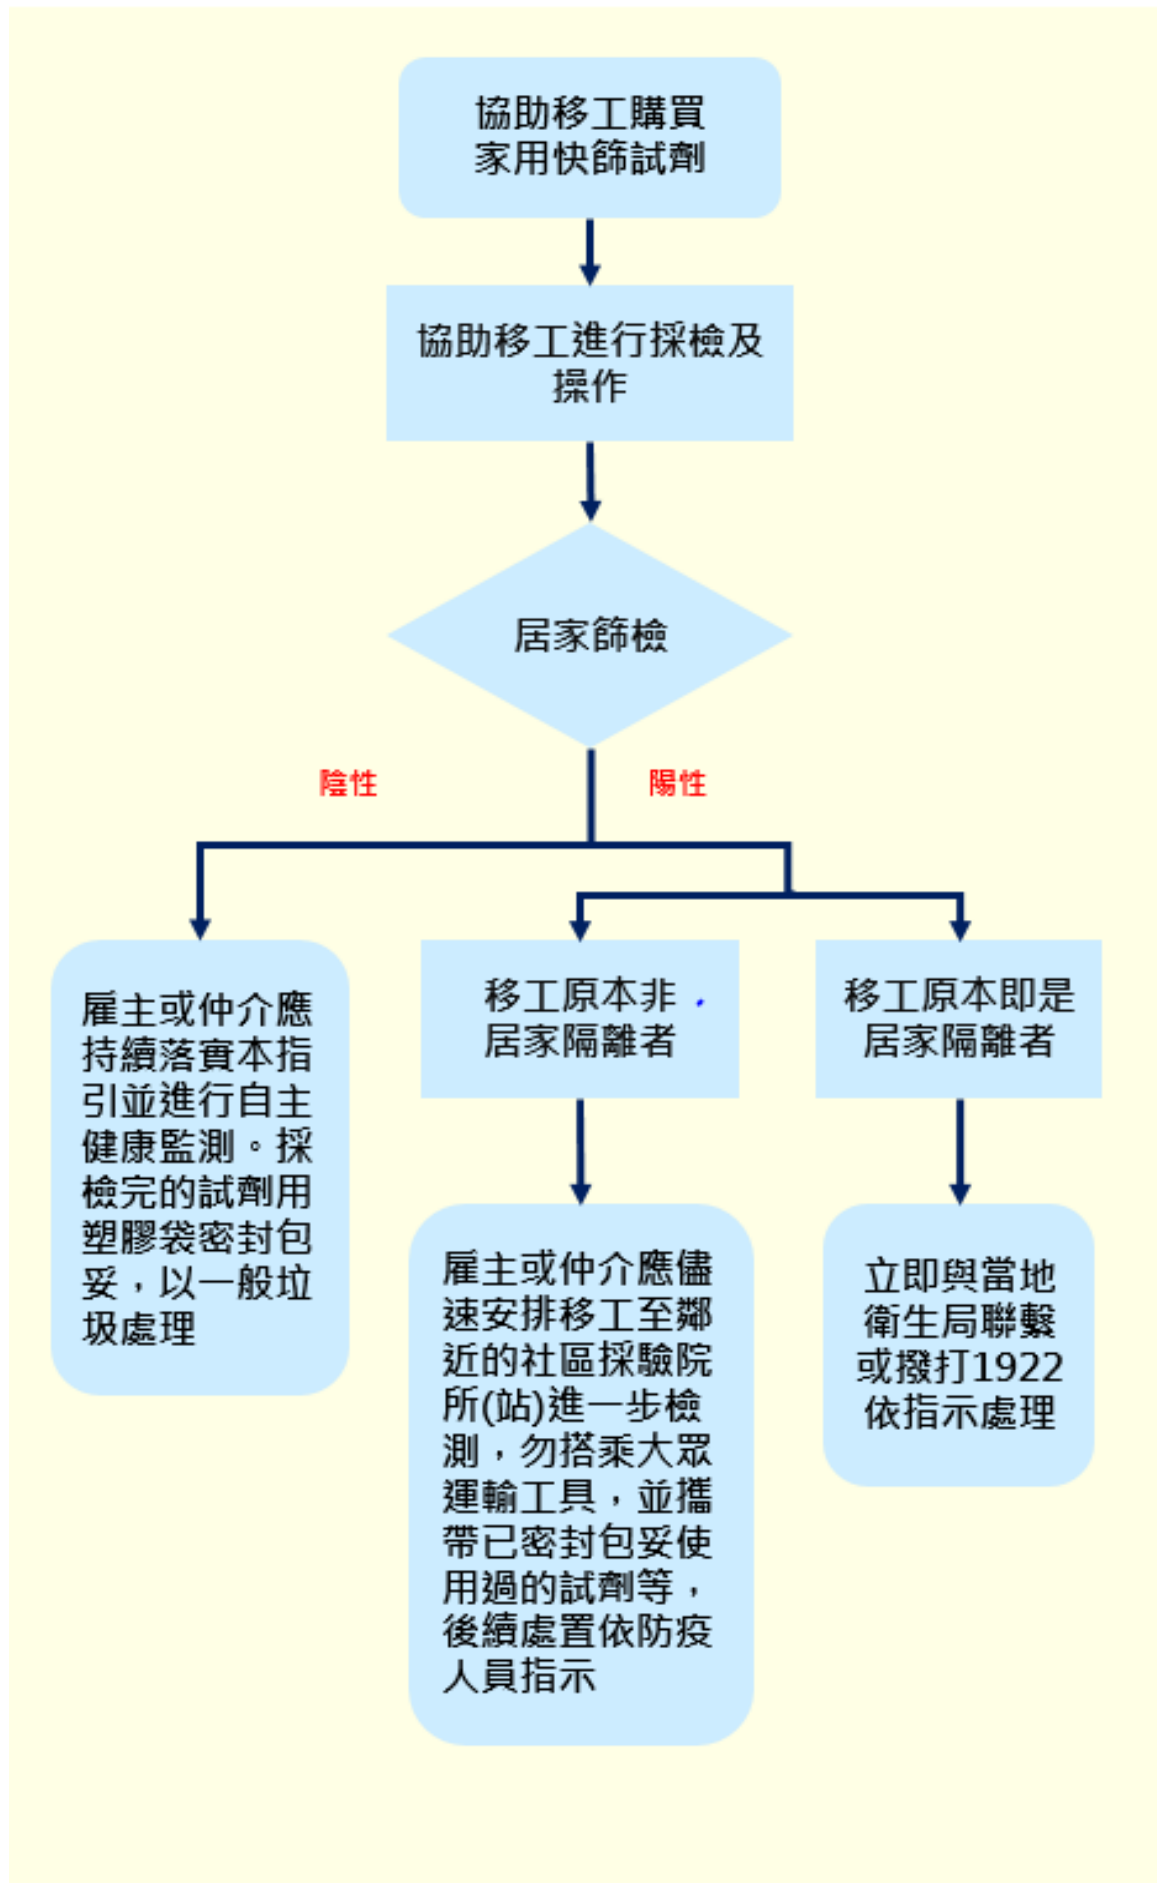 協助移工購買
家用快篩試劑
協助移工進行採檢及
操作
居家篩檢
陰性
陽性
雇主或仲介應
持續落實本指
引並進行自主
健康監測。採
檢完的試劑用
塑膠袋密封包
妥，以一般垃
圾處理
移工原本非
居家隔離者
雇主或仲介應儘
速安排移工至鄰
近的社區採驗院
所(站)進一步檢
測，勿搭乘大眾
運輸工具，並攜
帶已密封包妥使
用過的試劑等，
後續處置依防疫
人員指示
移工原本即是
居家隔離者
立即與當地
衛生局聯繫
或撥打1922
依指示處理